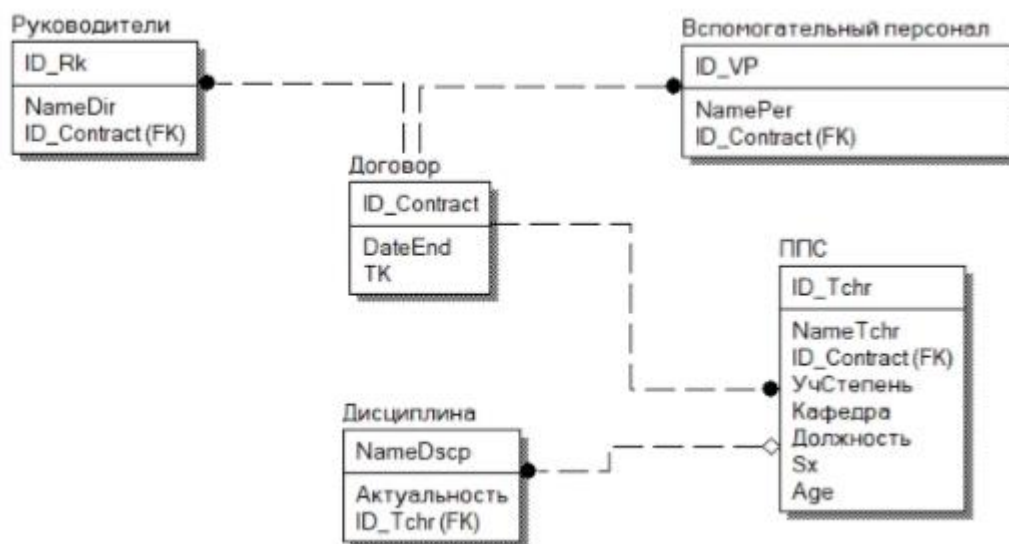 Руководители
ID_Rk
NameDir
ID_Contract (FK)
Вспомогательный персонал
ID_VP
NamePer
ID_Contract (FK)
Договор
ID_Contract
DateEnd
TK
ППС
ID_Tchr
NameTchr
ID_Contract (FK)
УчСтепень
Кафедра
Должность
Sx
Age
Дисциплина
NameDscp
Актуальность
ID_Tchr (FK)